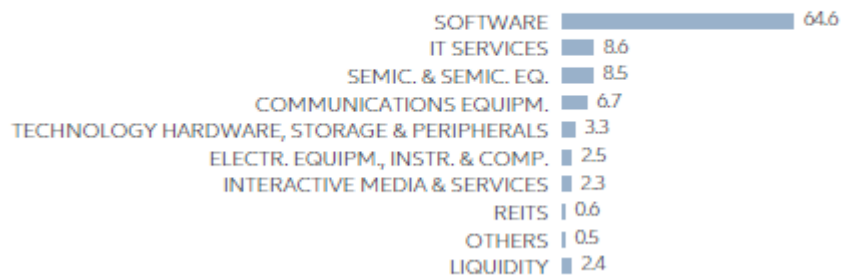 SOFTWARE 64.6
IT SERVICES 8.6
SEMIC. & SEMIC. EQ. 8.5
COMMUNICATIONS EQUIPM. 6.7
TECHNOLOGY HARDWARE, STORAGE & PERIPHERALS 3.3
ELECTR. EQUIPM., INSTR. & COMP. 2.5
INTERACTIVE MEDIA & SERVICES 2.3
REITS 0.6
OTHERS 0.5
LIQUIDITY 2.4